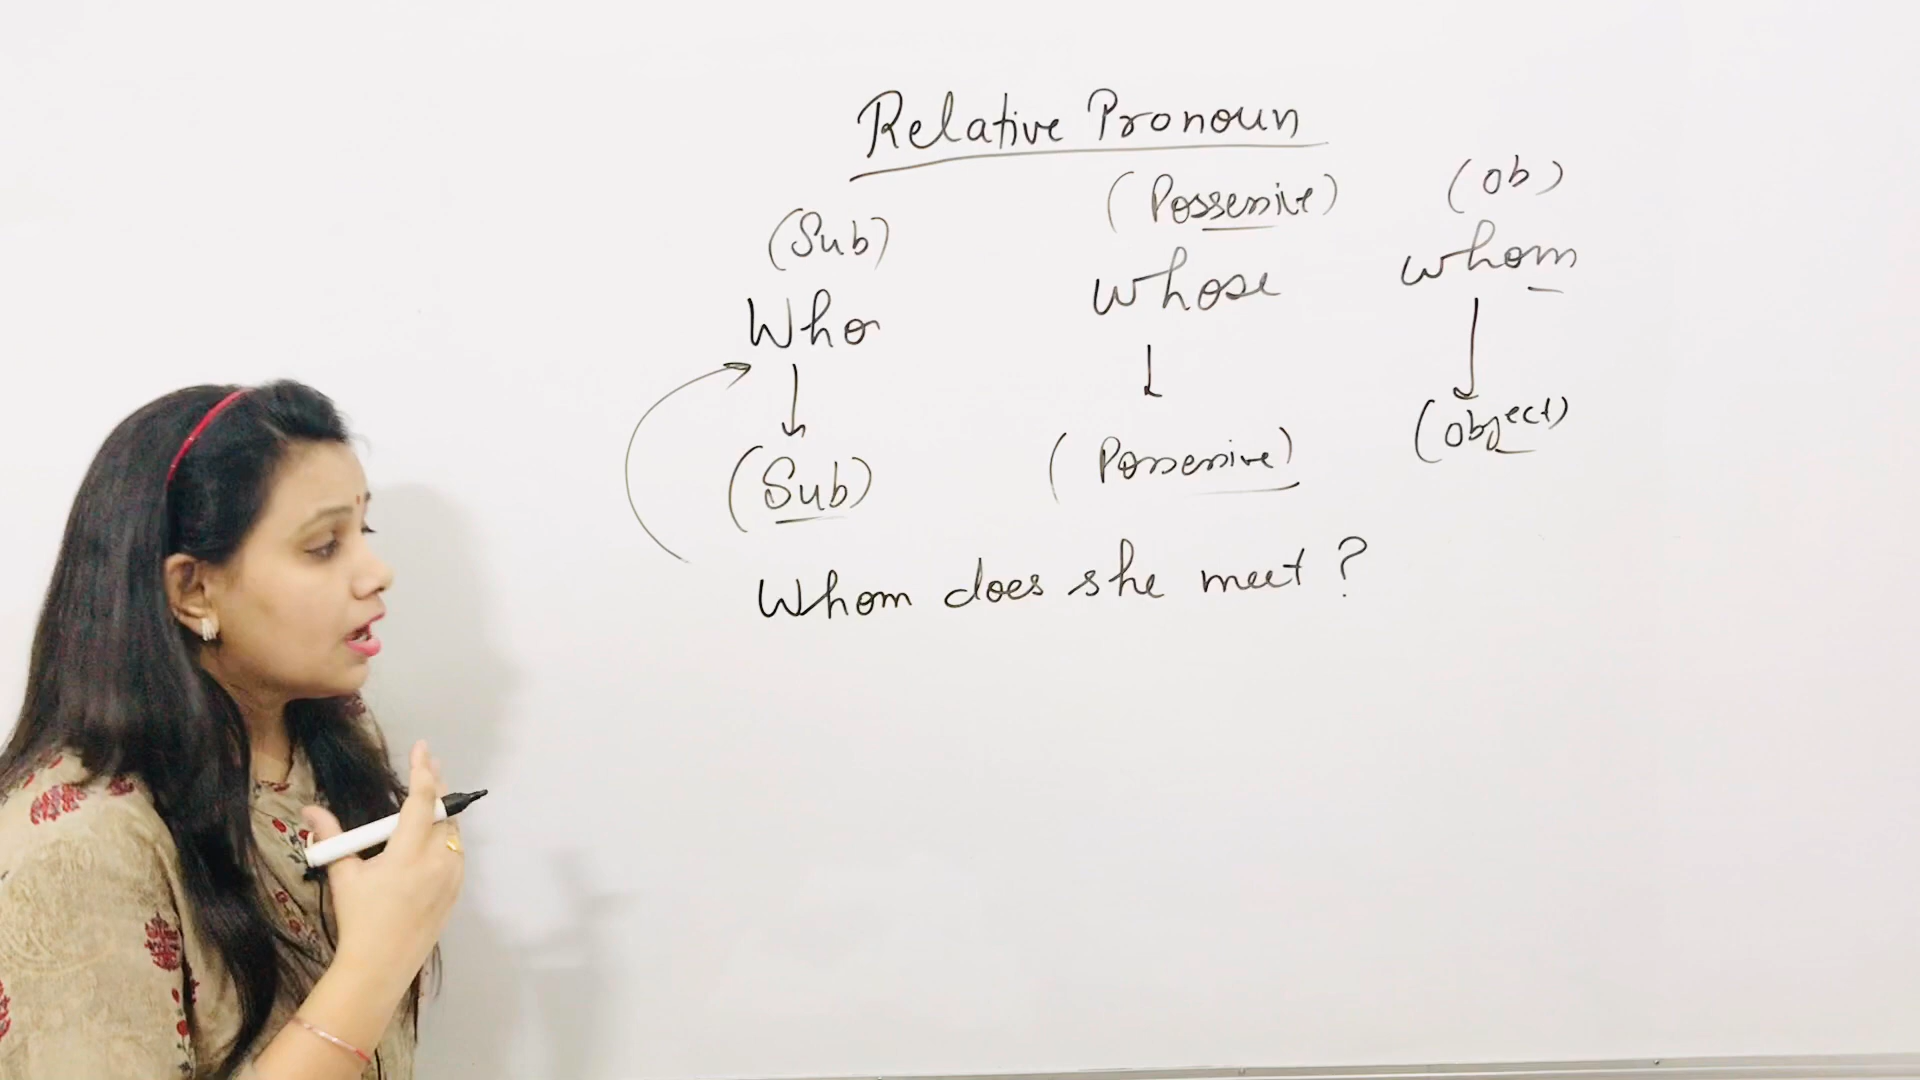 Relative Pronoun
(Sub) (Possessive) (Ob)
Who whose whom
(Sub) (Possessive) (Object)
Whom does she meet ?